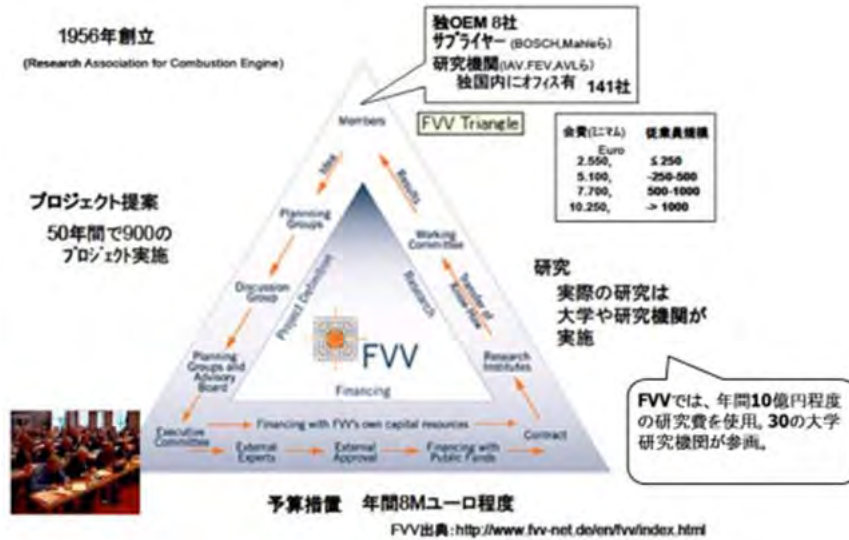 1956年創立
(Research Association for Combustion Engine)
独OEM 8社
サプライヤー (BOSCH,Mahleら)
研究機関(IAV,FEV,AVLら)
独国内にオフィス有 141社
FVV Triangle
会費(ミニマム) 従業員規模
Euro
2.550, ≦250
5.100, -250-500
7.700, 500-1000
10.250, -> 1000
Members
Idea
Results
Planning
Groups
Working
Committee
プロジェクト提案
50年間で900の
プロジェクト実施
Discussion
Group
Project Definition
Research
Transfer of
Know-How
研究
実際の研究は
大学や研究機関が
実施
Planning
Groups and
Advisory
Board
FVV
Research
Institutes
Financing
Executive
Committee
Financing with FVV's own capital resources
Contract
External
Experts
External
Approval
Financing with
Public Funds
FVVでは、年間10億円程度
の研究費を使用。30の大学
研究機関が参画。
予算措置 年間8Mユーロ程度
FVV出典:http://www.fvv-net.de/en/fvv/index.html